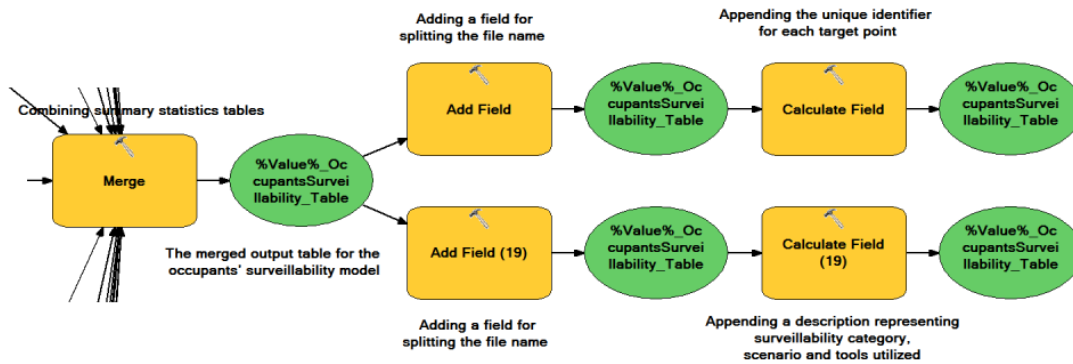 Adding a field for
splitting the file name
Appending the unique identifier
for each target point
Combining summary statistics tables
Merge
%Value%_Oc
cupantsSurvei
llability_Table
The merged output table for the
occupants' surveillability model
Add Field
%Value%_Oc
cupantsSurvei
llability_Table
Calculate Field
%Value%_Oc
cupantsSurvei
llability_Table
Add Field (19)
%Value%_Oc
cupantsSurvei
llability_Table
Calculate Field
(19)
%Value%_Oc
cupantsSurvei
llability_Table
Adding a field for
splitting the file name
Appending a description representing
surveillability category,
scenario and tools utilized